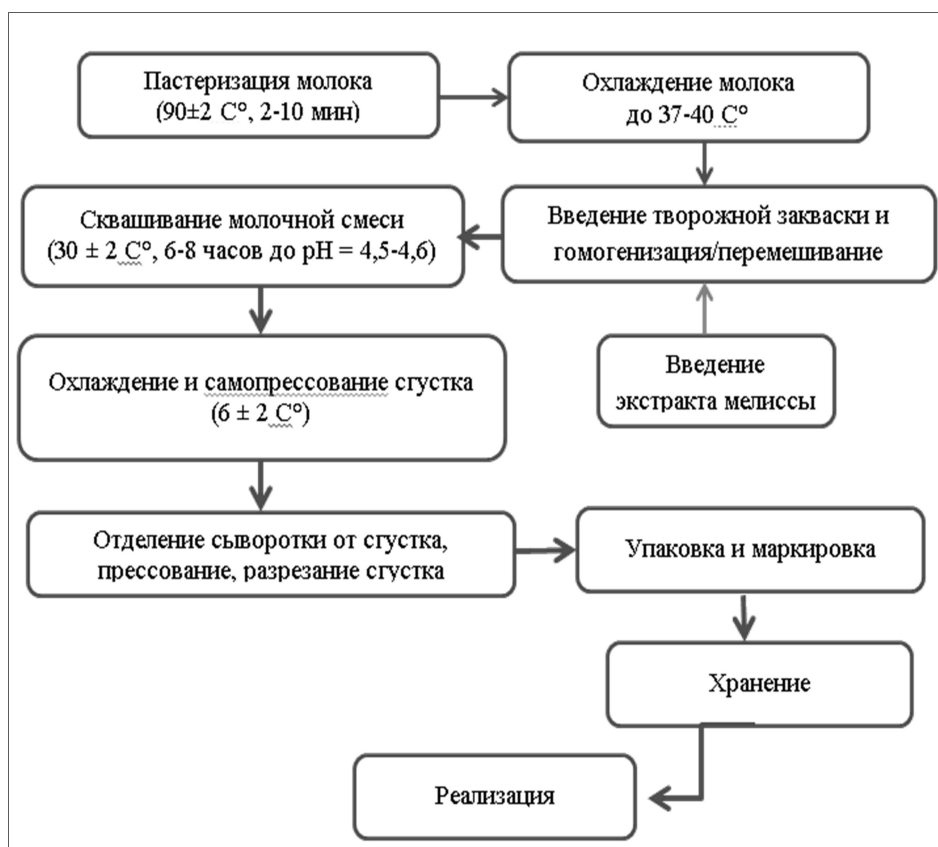 Пастеризация молока
(90±2 С°, 2-10 мин)
Охлаждение молока
до 37-40 С°
Введение творожной закваски и
гомогенизация/перемешивание
Введение
экстракта мелиссы
Сквашивание молочной смеси
(30 ± 2 С°, 6-8 часов до pH = 4,5-4,6)
Охлаждение и самопрессование сгустка
(6 ± 2 С°)
Отделение сыворотки от сгустка,
прессование, разрезание сгустка
Упаковка и маркировка
Хранение
Реализация